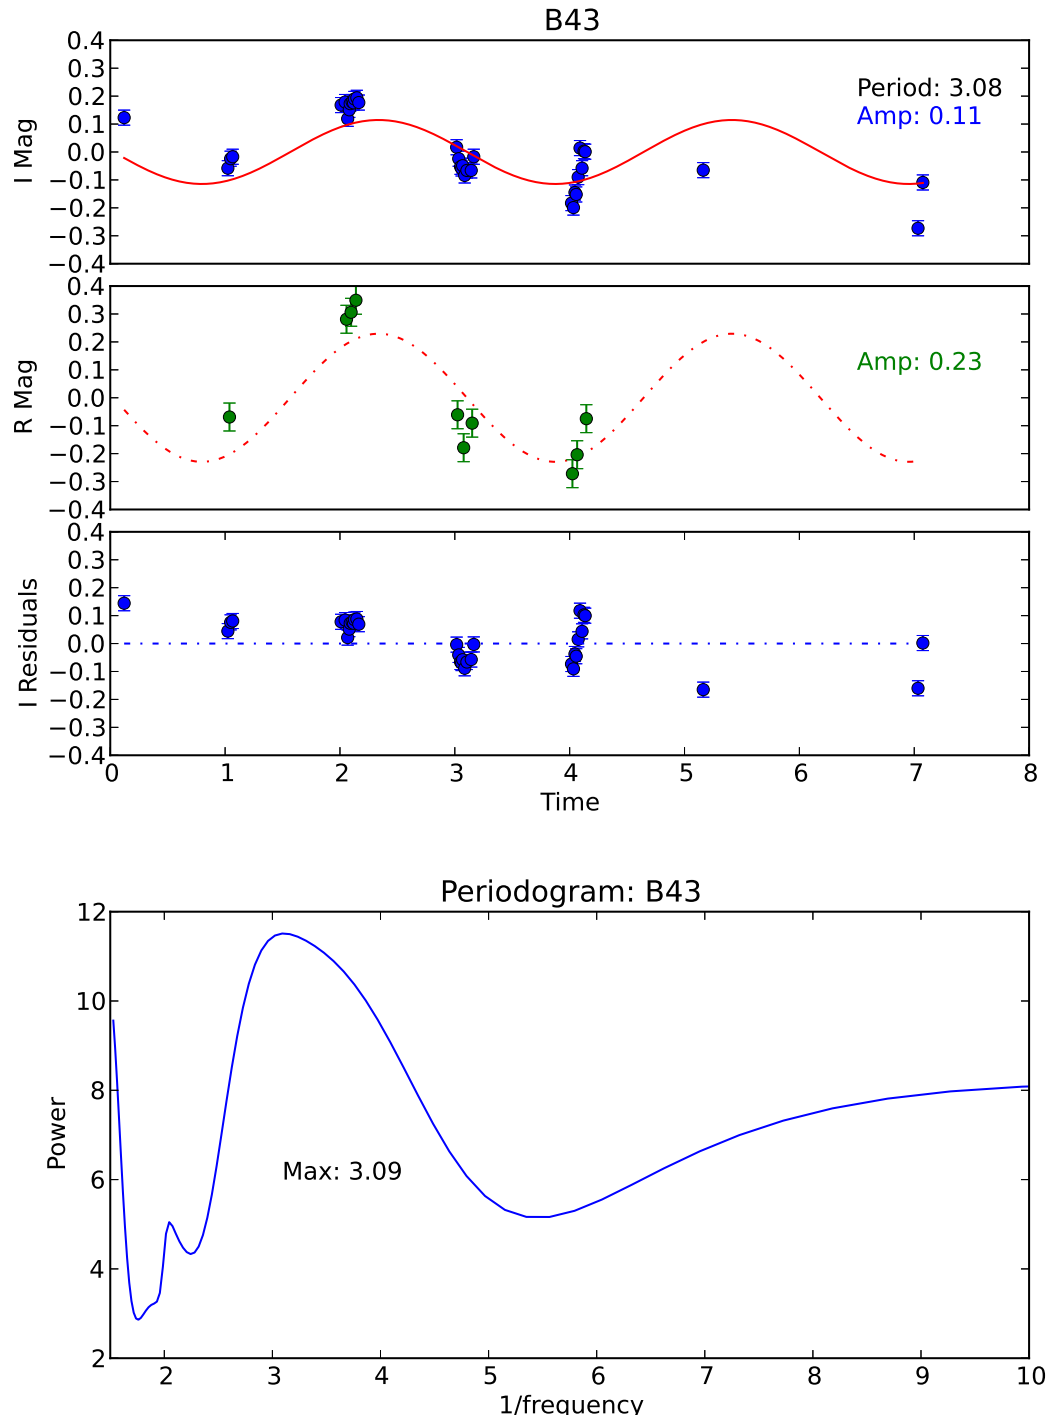 B43
0.4
0.3
0.2
0.1
0.0
−0.1
−0.2
−0.3
−0.4
I Mag
Period: 3.08
Amp: 0.11
0.4
0.3
0.2
0.1
0.0
−0.1
−0.2
−0.3
−0.4
R Mag
Amp: 0.23
0.4
0.3
0.2
0.1
0.0
−0.1
−0.2
−0.3
−0.4
I Residuals
0 1 2 3 4 5 6 7 8
Time
Periodogram: B43
12
10
8
6
4
2
Power
Max: 3.09
2 3 4 5 6 7 8 9 10
1/frequency